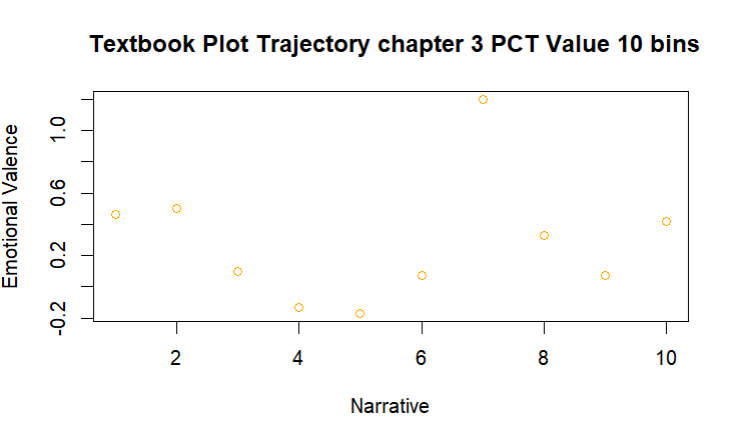 Textbook Plot Trajectory chapter 3 PCT Value 10 bins
Emotional Valence
1.0
0.6
0.2
-0.2
2 4 6 8 10
Narrative